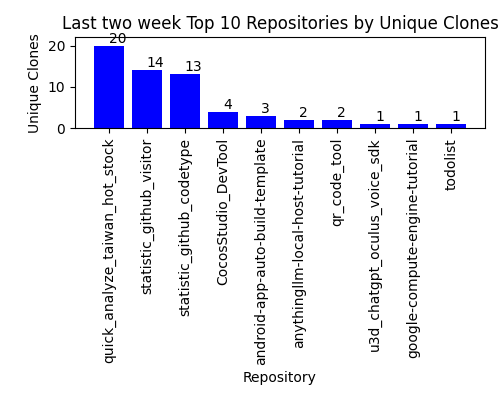 Last two week Top 10 Repositories by Unique Clones
Unique Clones
20
10
0
20
14
13
4
3
2
2
1
1
1
quick_analyze_taiwan_hot_stock
statistic_github_visitor
statistic_github_codetype
CocosStudio_DevTool
android-app-auto-build-template
anythingllm-local-host-tutorial
qr_code_tool
u3d_chatgpt_oculus_voice_sdk
google-compute-engine-tutorial
todolist
Repository